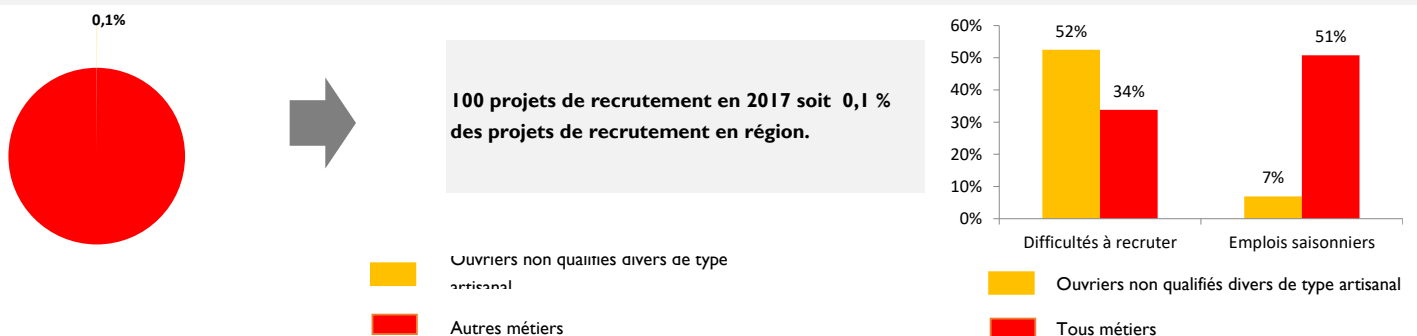 0,1%
100 projets de recrutement en 2017 soit 0,1 %
des projets de recrutement en région.
Ouvriers non qualifiés divers de type
artisanal
Autres métiers
60%
50%
40%
30%
20%
10%
0%
52%
34%
7%
51%
Difficultés à recruter
Emplois saisonniers
Ouvriers non qualifiés divers de type artisanal
Tous métiers